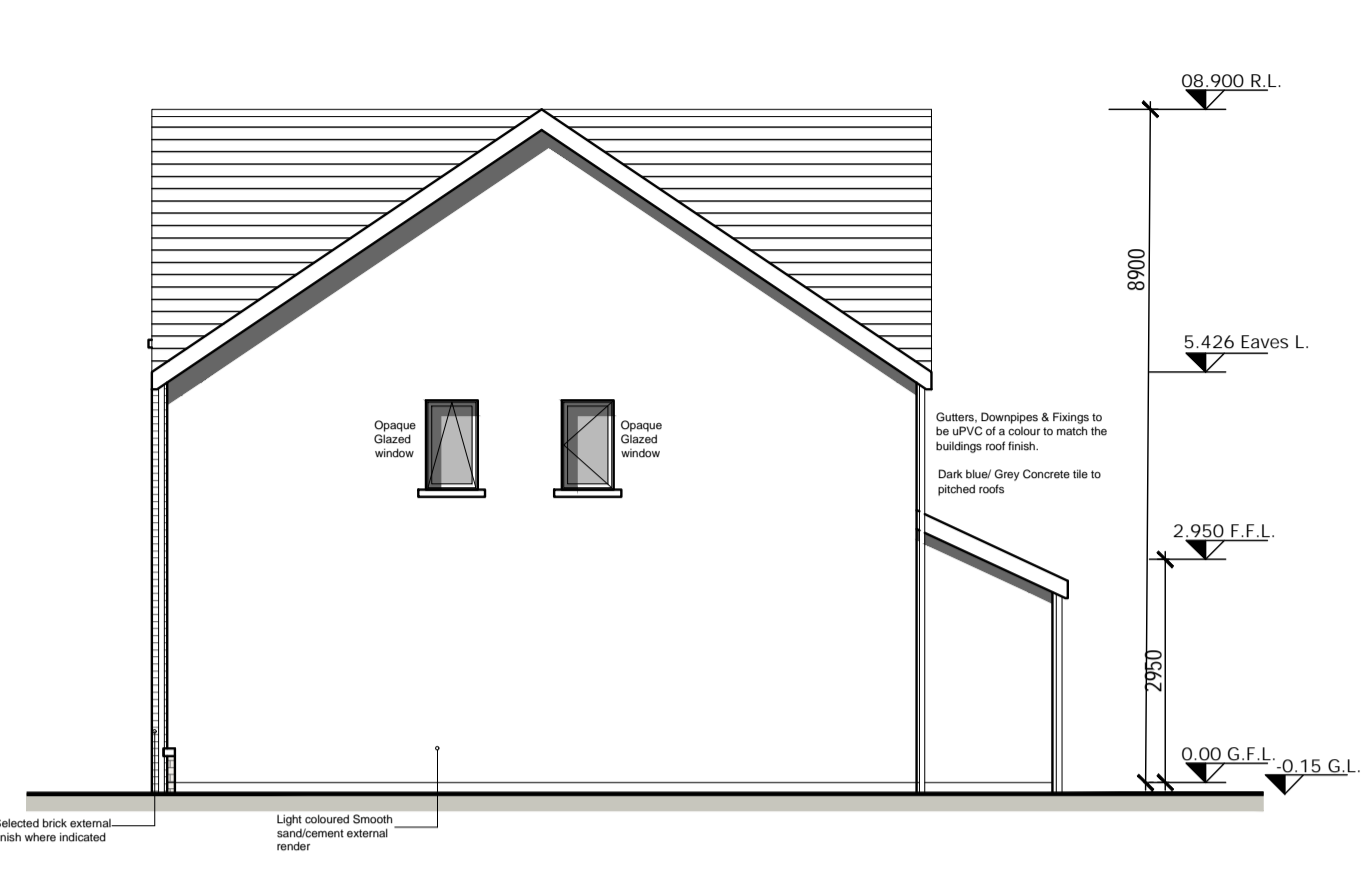 08.900 R.L.
8900
5.426 Eaves L.
Opaque
Glazed
window
Opaque
Glazed
window
Gutters, Downpipes & Fixings to
be uPVC of a colour to match the
buildings roof finish.
Dark blue/ Grey Concrete tile to
pitched roofs
2.950 F.F.L.
2950
0.00 G.F.L.
-0.15 G.L.
Selected brick external
finish where indicated
Light coloured Smooth
sand/cement external
render